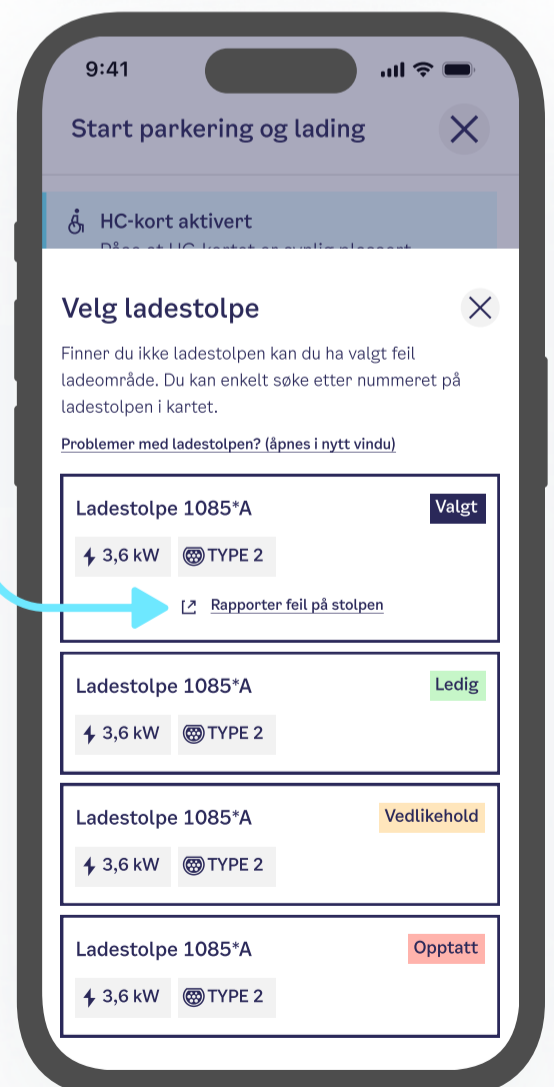 9:41
Start parkering og lading
HC-kort aktivert
Velg ladestolpe
Finner du ikke ladestolpen kan du ha valgt feil
ladeområde. Du kan enkelt søke etter nummeret på
ladestolpen i kartet.
Problemer med ladestolpen? (åpnes i nytt vindu)
Ladestolpe 1085*A
Valgt
3,6 kW
TYPE 2
Rapporter feil på stolpen
Ladestolpe 1085*A
Ledig
3,6 kW
TYPE 2
Ladestolpe 1085*A
Vedlikehold
3,6 kW
TYPE 2
Ladestolpe 1085*A
Opptatt
3,6 kW
TYPE 2